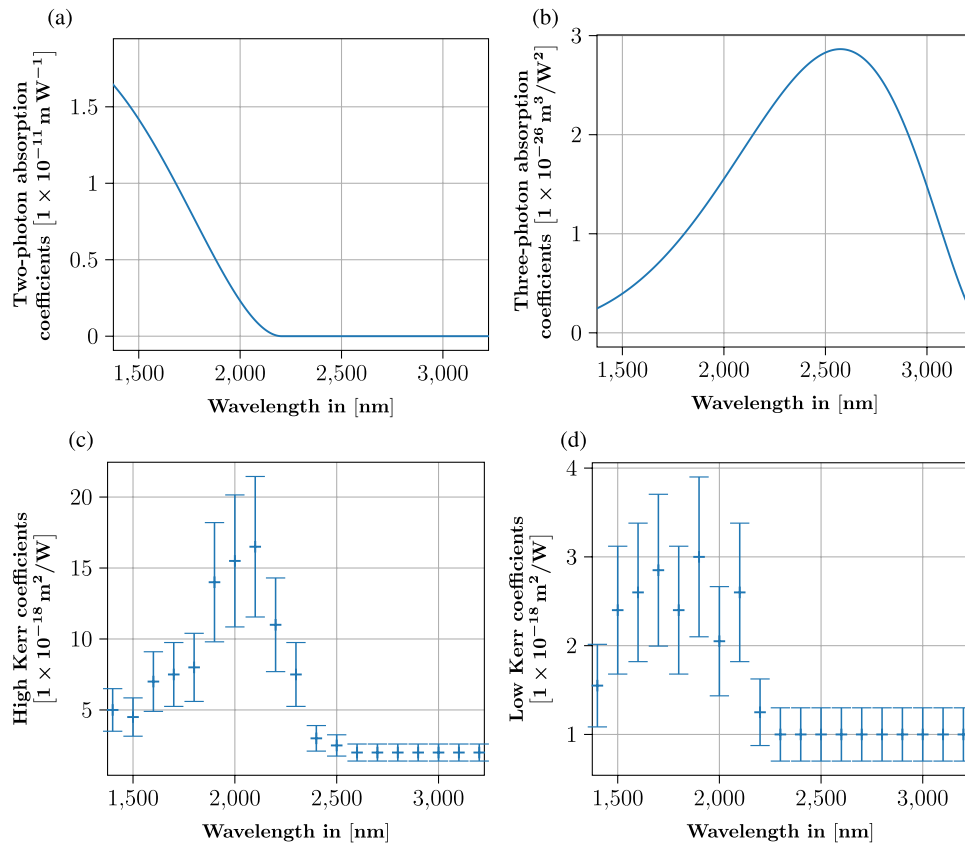 (a)
Two-photon absorption
coefficients [1 × 10⁻¹¹ m W⁻¹]
1.5
1
0.5
0
1,500
2,000
2,500
3,000
Wavelength in [nm]
(b)
Three-photon absorption
coefficients [1 × 10⁻²⁶ m³/W²]
3
2
1
0
1,500
2,000
2,500
3,000
Wavelength in [nm]
(c)
High Kerr coefficients
[1 × 10⁻¹⁸ m²/W]
20
15
10
5
1,500
2,000
2,500
3,000
Wavelength in [nm]
(d)
Low Kerr coefficients
[1 × 10⁻¹⁸ m²/W]
4
3
2
1
1,500
2,000
2,500
3,000
Wavelength in [nm]